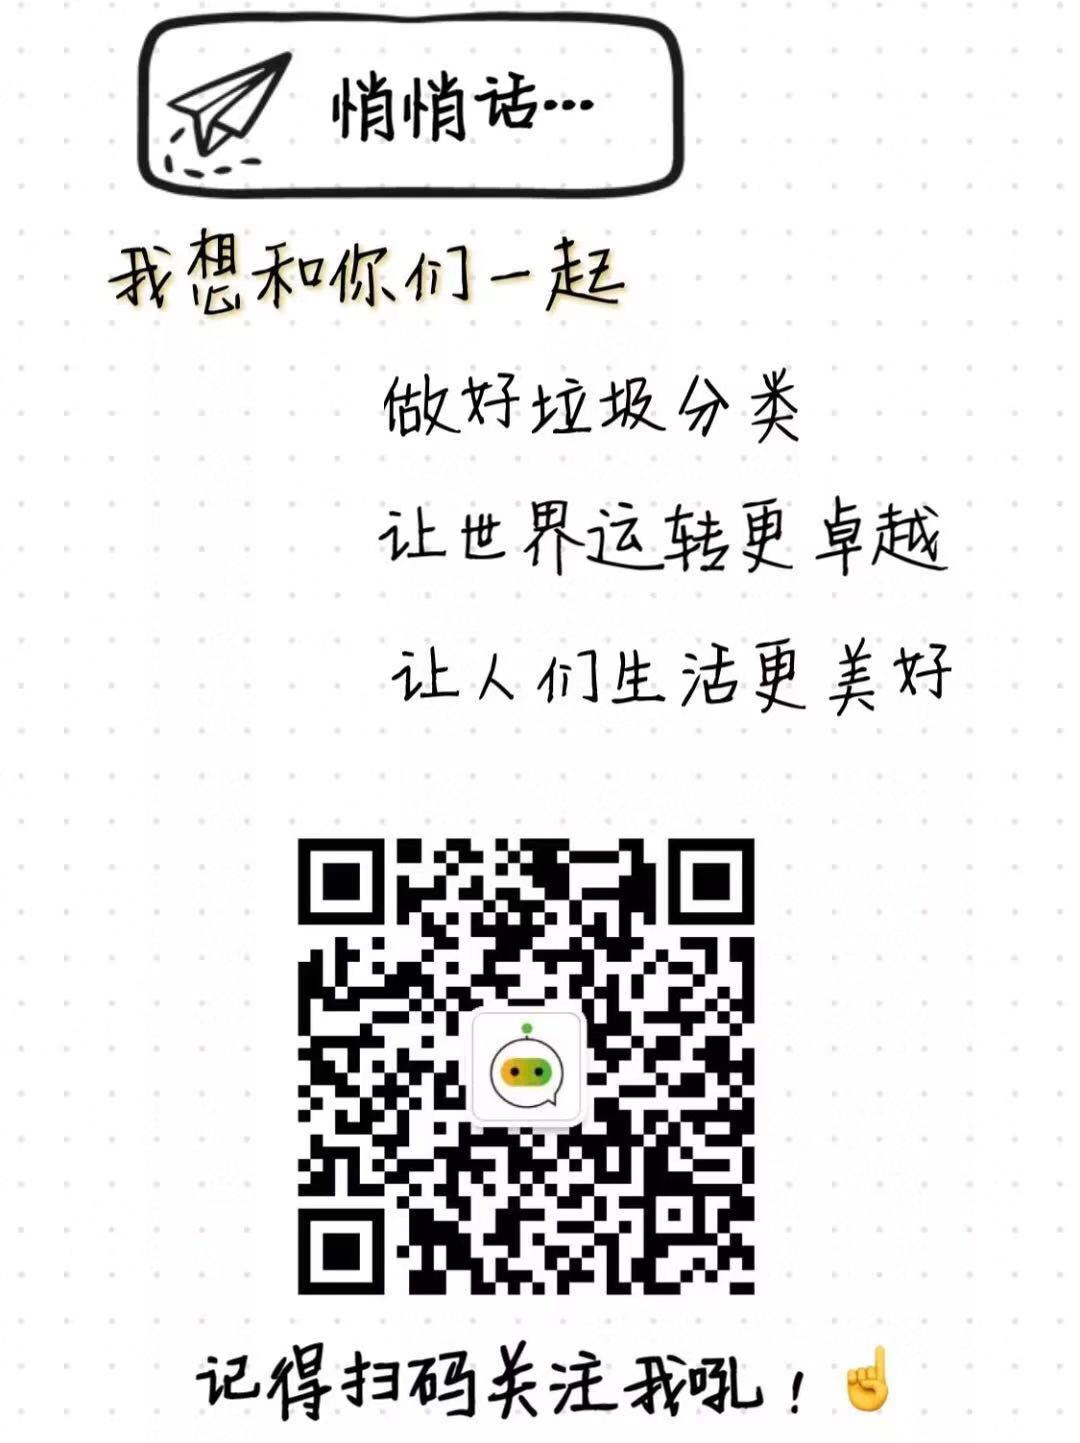 悄悄话…
我想和你们一起
做好垃圾分类
让世界运转更卓越
让人们生活更美好
记得扫码关注我吼！